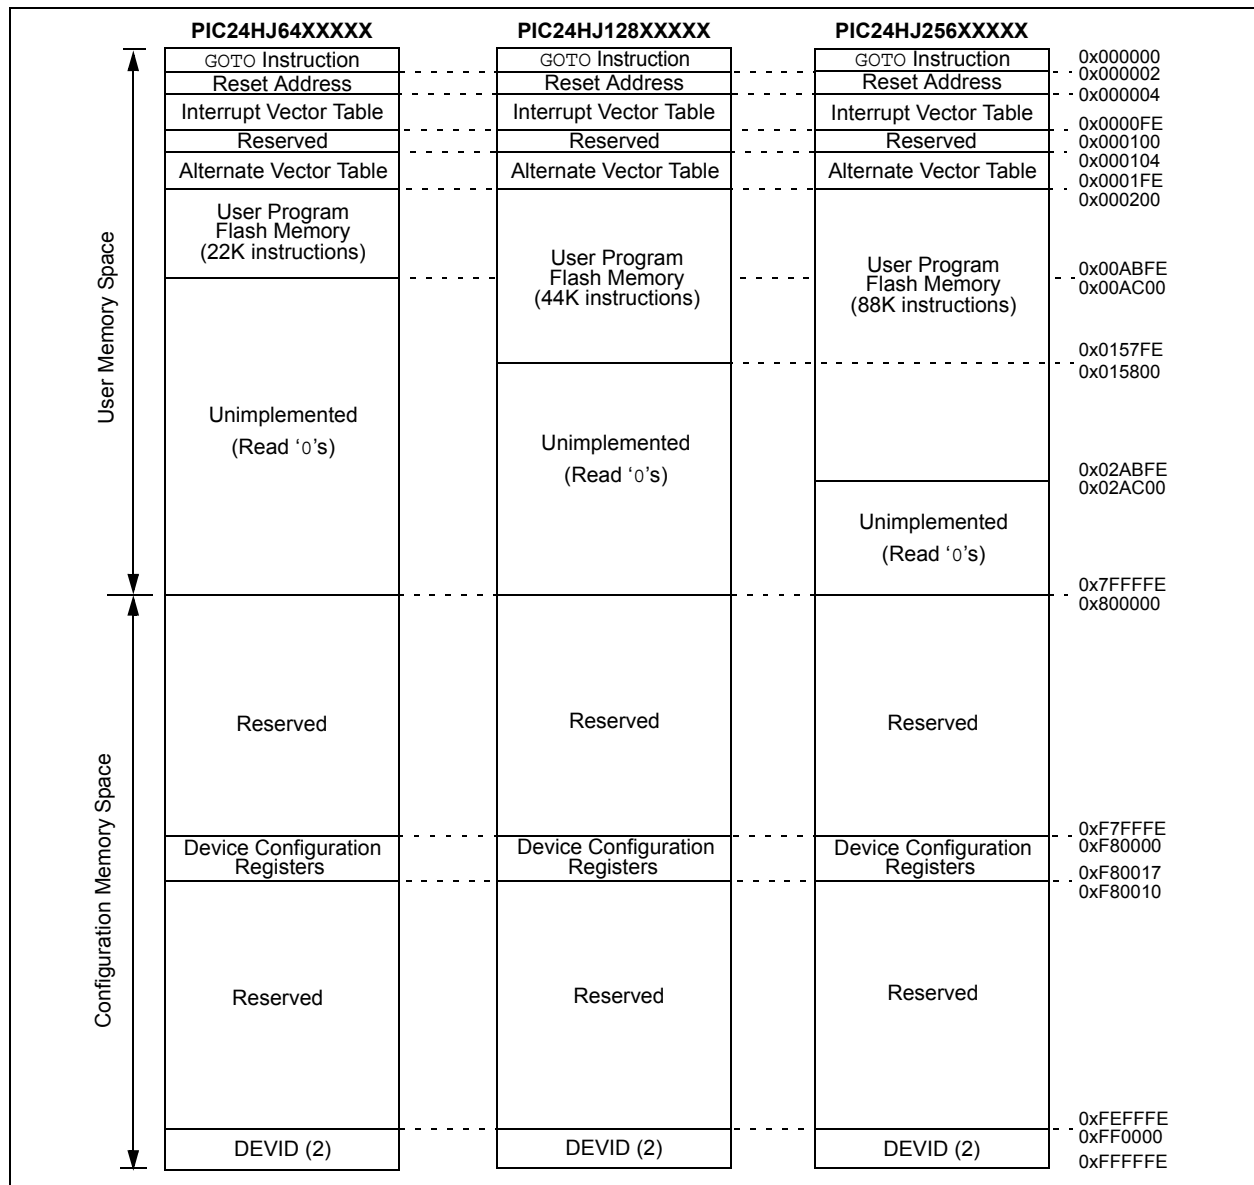 PIC24HJ64XXXXX
PIC24HJ128XXXXX
PIC24HJ256XXXXX
GOTO Instruction
GOTO Instruction
GOTO Instruction
0x000000
Reset Address
Reset Address
Reset Address
0x000002
0x000004
Interrupt Vector Table
Interrupt Vector Table
Interrupt Vector Table
0x0000FE
Reserved
Reserved
Reserved
0x000100
0x000104
Alternate Vector Table
Alternate Vector Table
Alternate Vector Table
0x0001FE
0x000200
User Program
Flash Memory
(22K instructions)
User Program
Flash Memory
(44K instructions)
User Program
Flash Memory
(88K instructions)
0x00ABFE
0x00AC00
0x0157FE
0x015800
User Memory Space
Unimplemented
(Read ‘0’s)
Unimplemented
(Read ‘0’s)
0x02ABFE
0x02AC00
Unimplemented
(Read ‘0’s)
0x7FFFFE
0x800000
Reserved
Reserved
Reserved
0xF7FFFE
0xF80000
Device Configuration
Registers
Device Configuration
Registers
Device Configuration
Registers
0xF80017
0xF80010
Configuration Memory Space
Reserved
Reserved
Reserved
0xFEFFFE
0xFF0000
DEVID (2)
DEVID (2)
DEVID (2)
0xFFFFFE